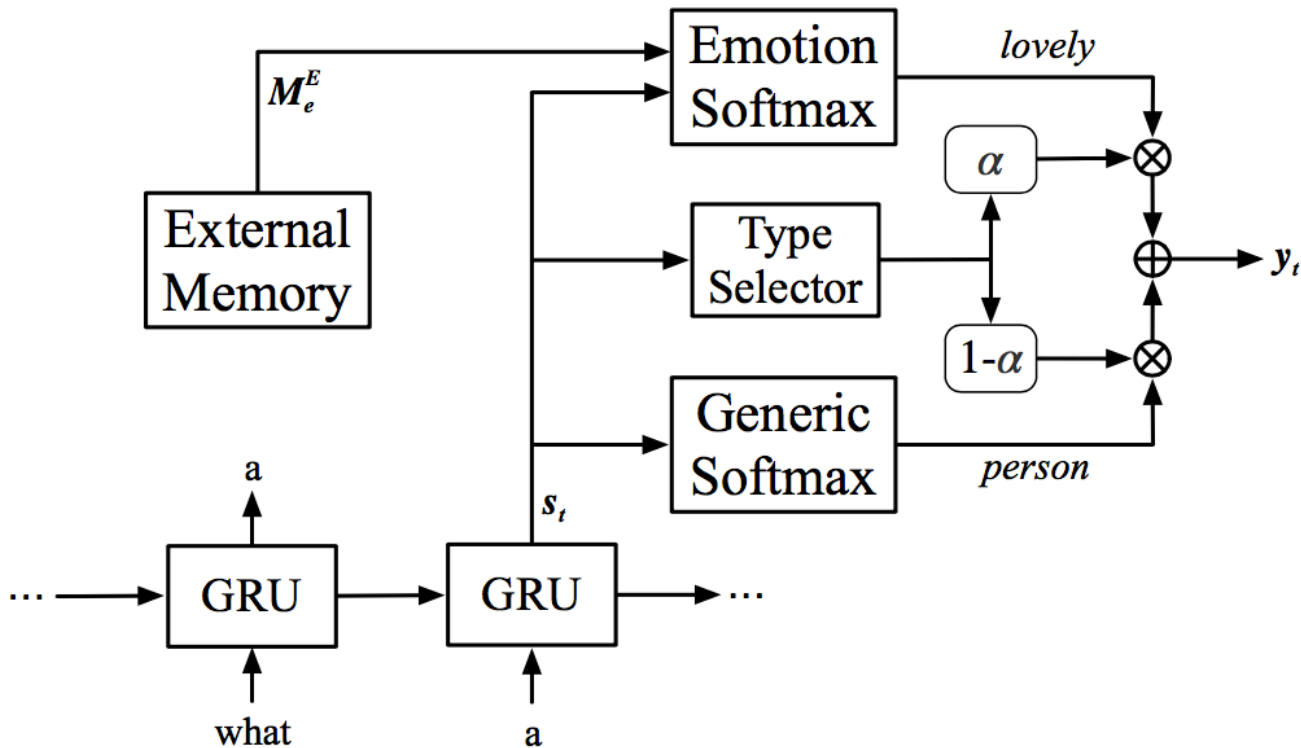 Emotion
Softmax
lovely
M_e^E
α
External
Memory
Type
Selector
y_t
1-α
Generic
Softmax
person
a
s_t
...
GRU
GRU
...
what
a